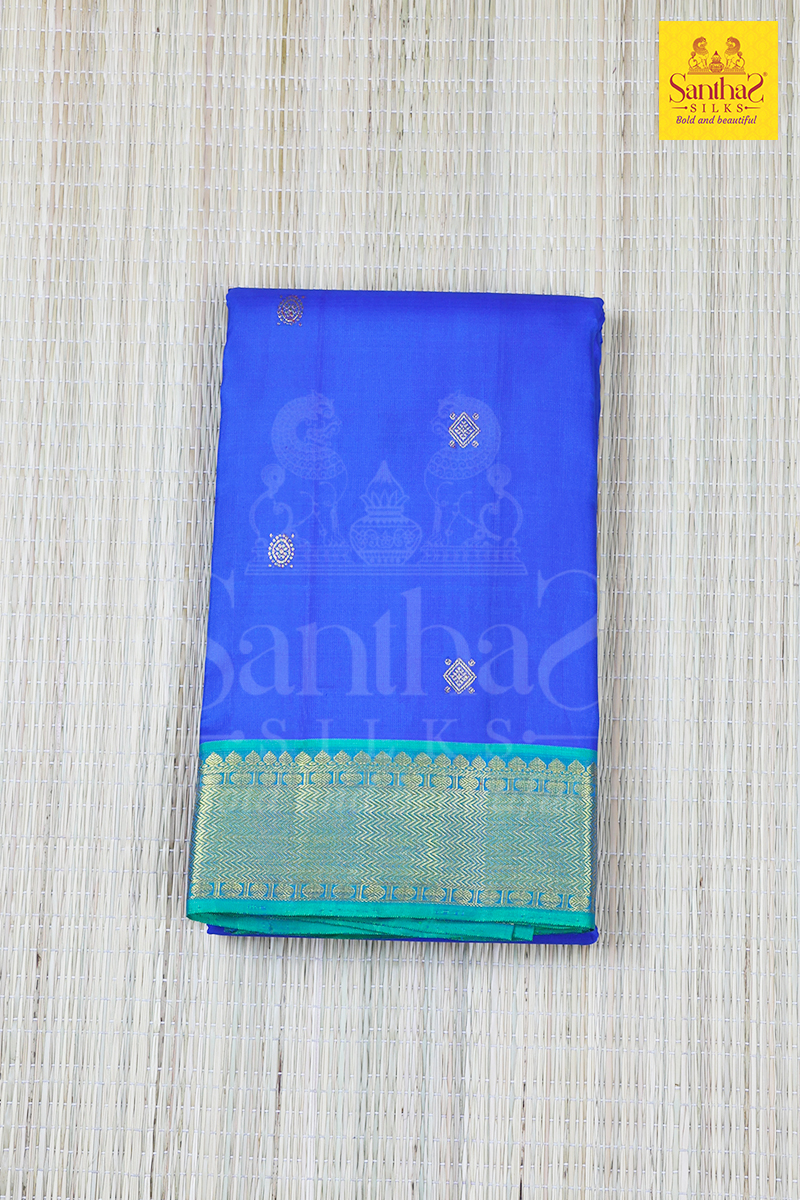 SanthaS®
SILKS
Bold and beautiful
SanthaS
SILKS